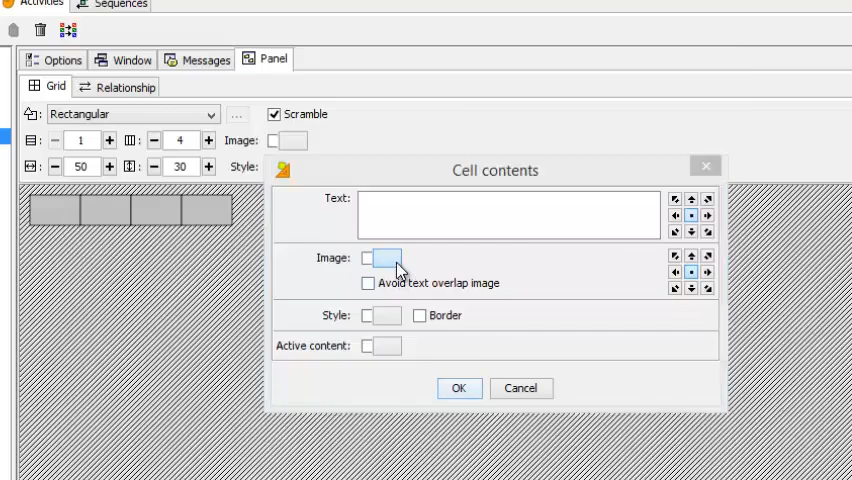 Activities Sequences
Options Window Messages Panel
Grid Relationship
: Rectangular ... Scramble
: 1 : 4 Image:
: 50 : 30 Style:
Cell contents
Text:
Image:
Avoid text overlap image
Style: Border
Active content:
OK Cancel